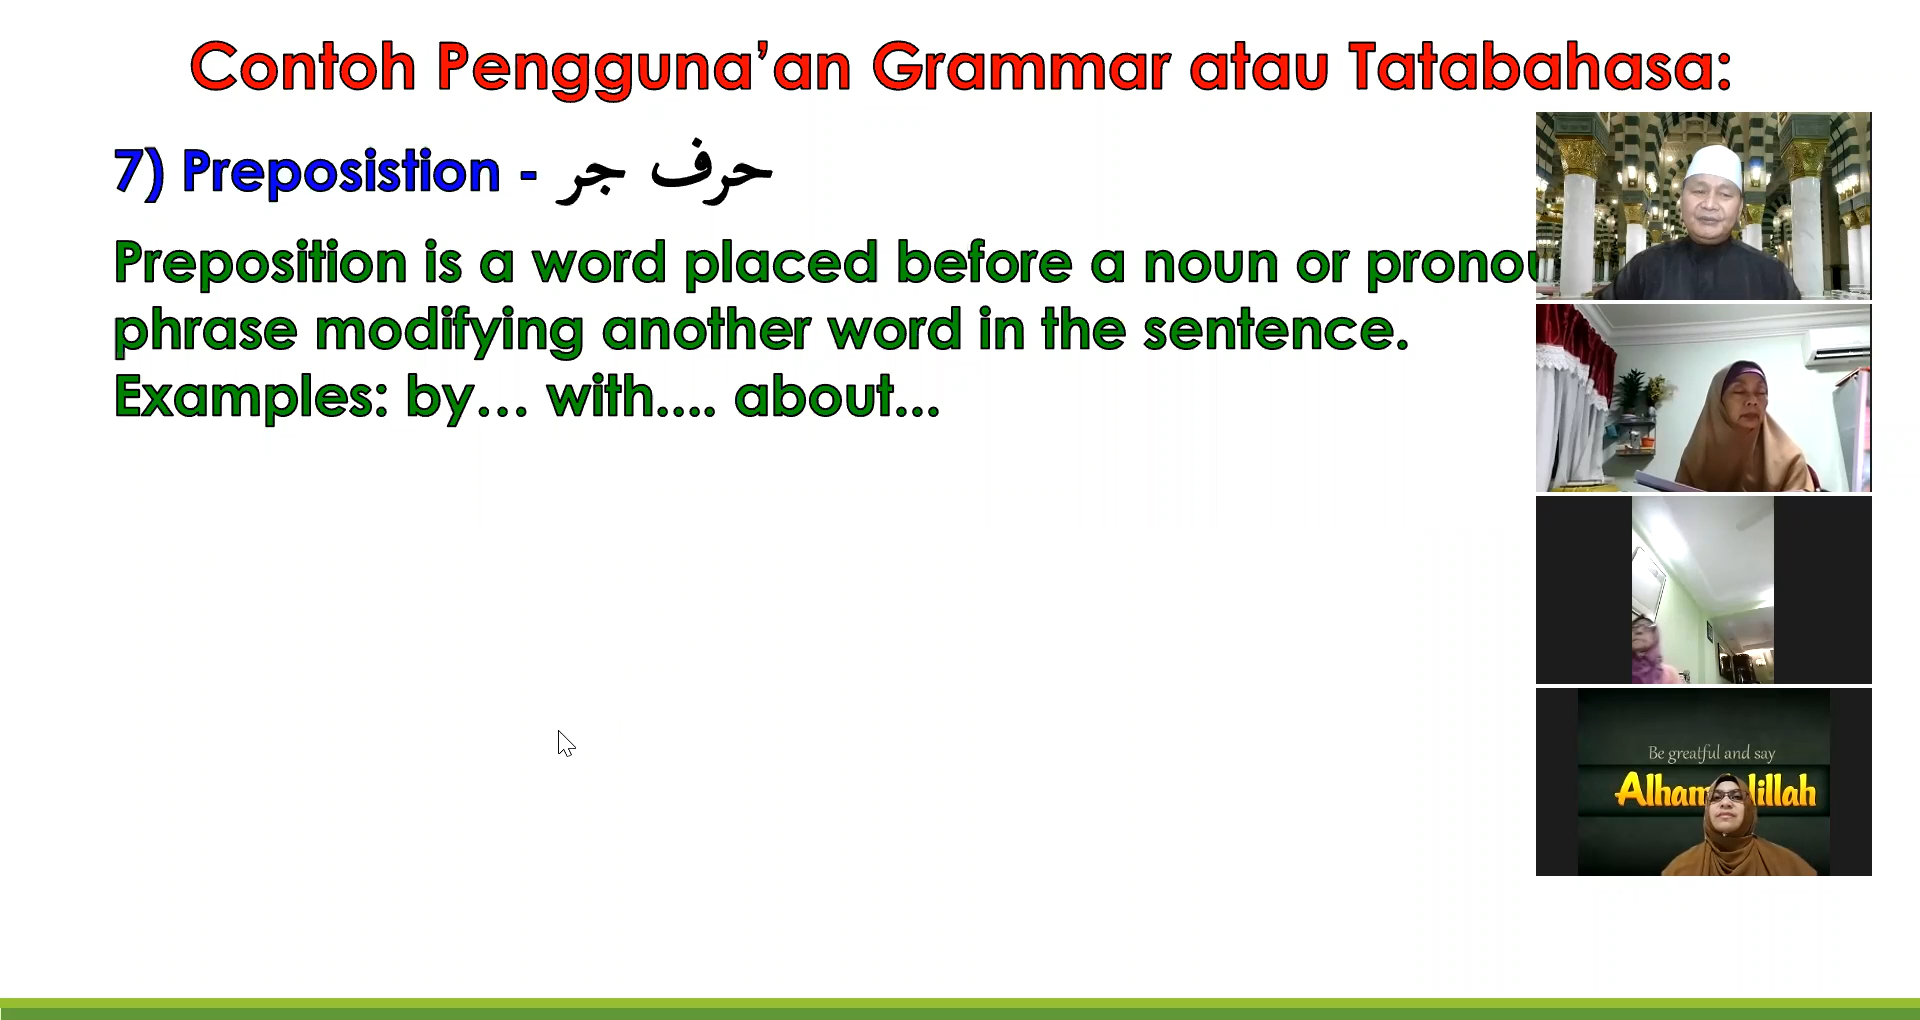 Contoh Pengguna’an Grammar atau Tatabahasa:
7) Preposistion - حرف جر
Preposition is a word placed before a noun or
phrase modifying another word in the sentence.
Examples: by… with.... about...
Be greatful and say